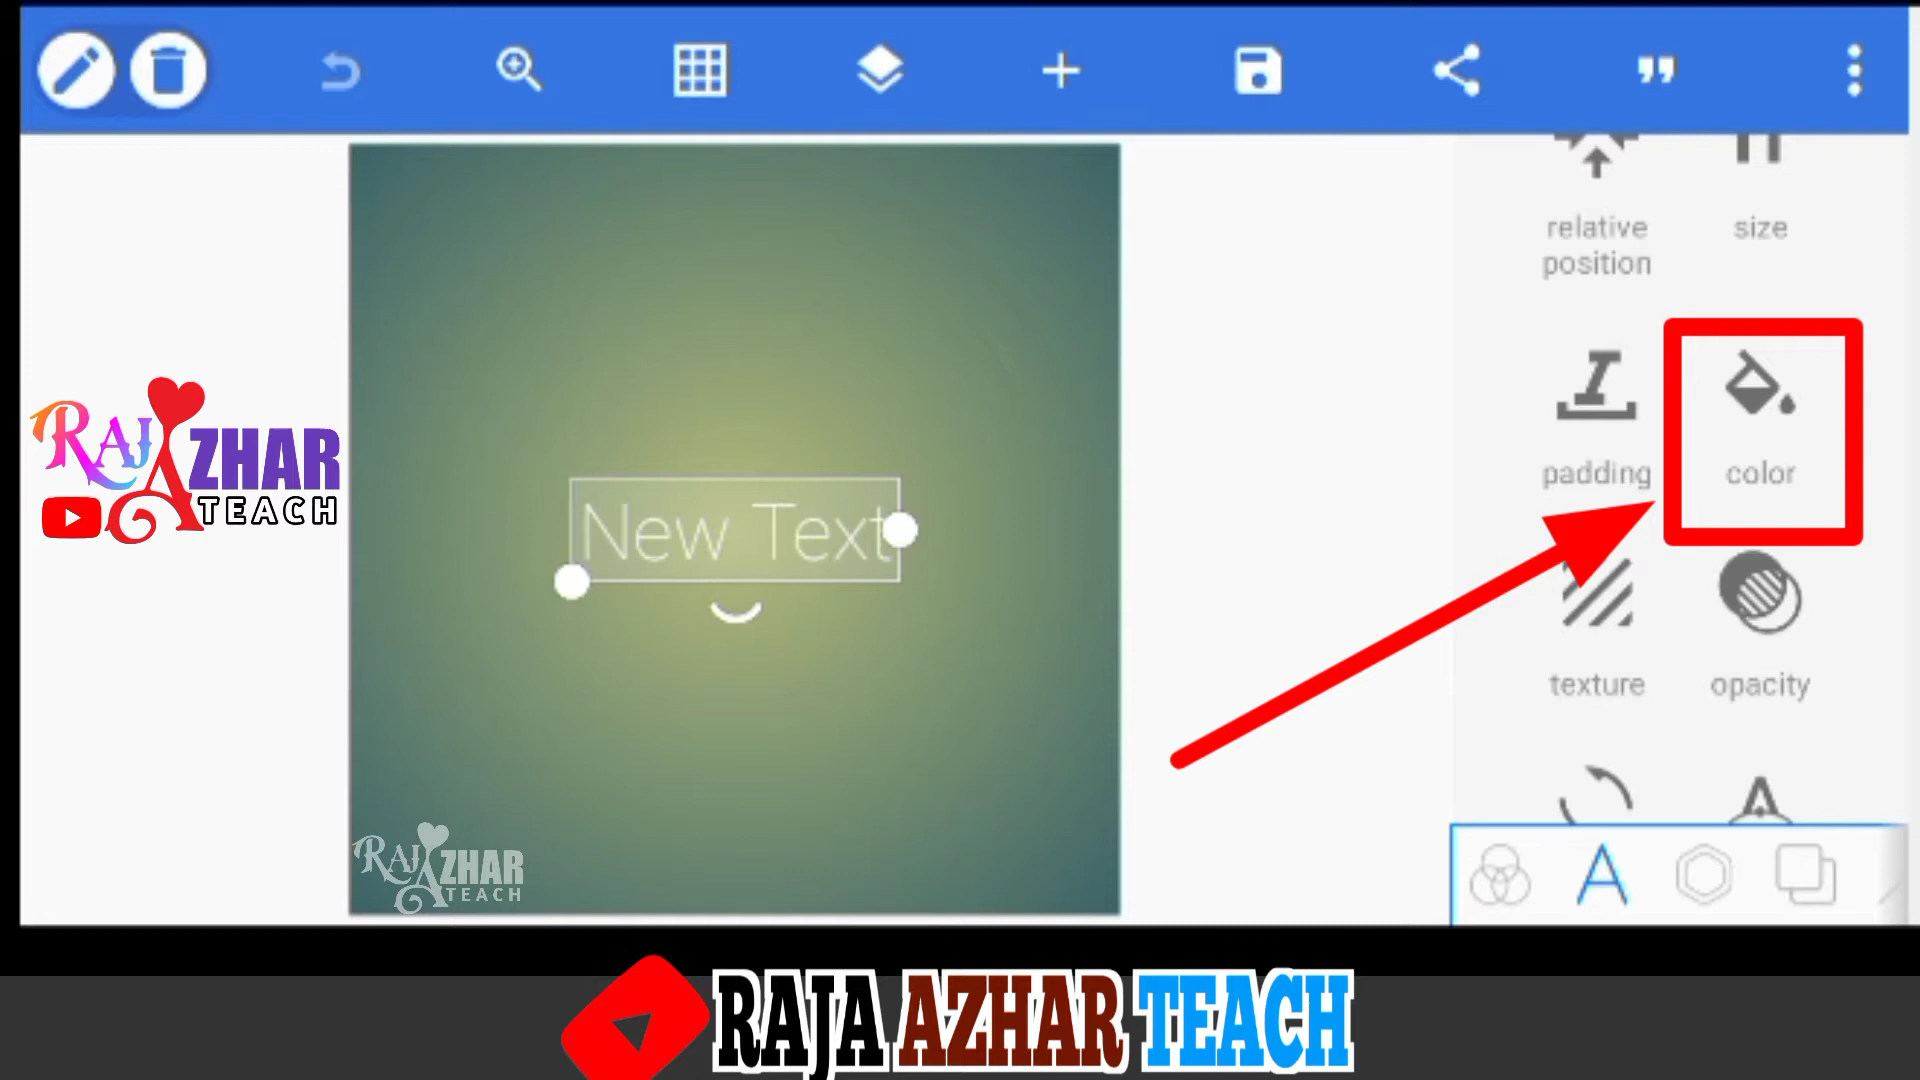 relative
position
size
padding
color
RAJ AZHAR
TEACH
New Text
texture
opacity
RAJ AZHAR
TEACH
RAJA AZHAR TEACH